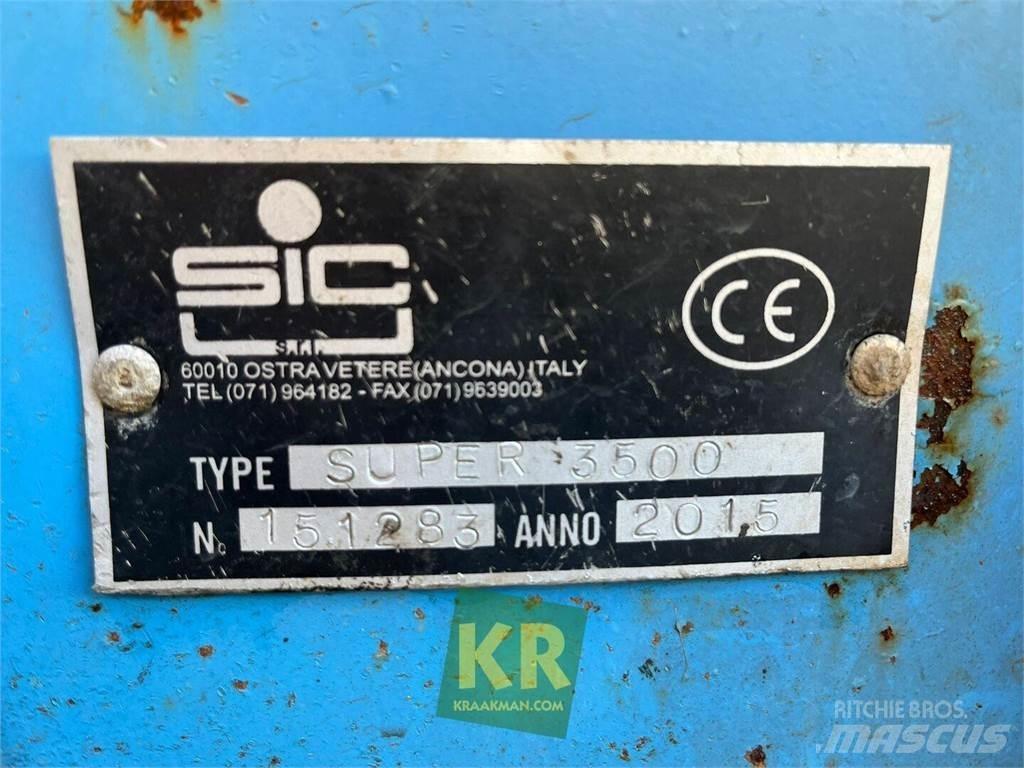 SIC
s.r.l.
60010 OSTRA VETERE (ANCONA) ITALY
TEL (071) 964182 - FAX (071) 9639003
CE
TYPE SUPER 3500
N. 151283 ANNO 2015
KR
KRAAKMAN.COM
RITCHIE BROS.
MASCUS